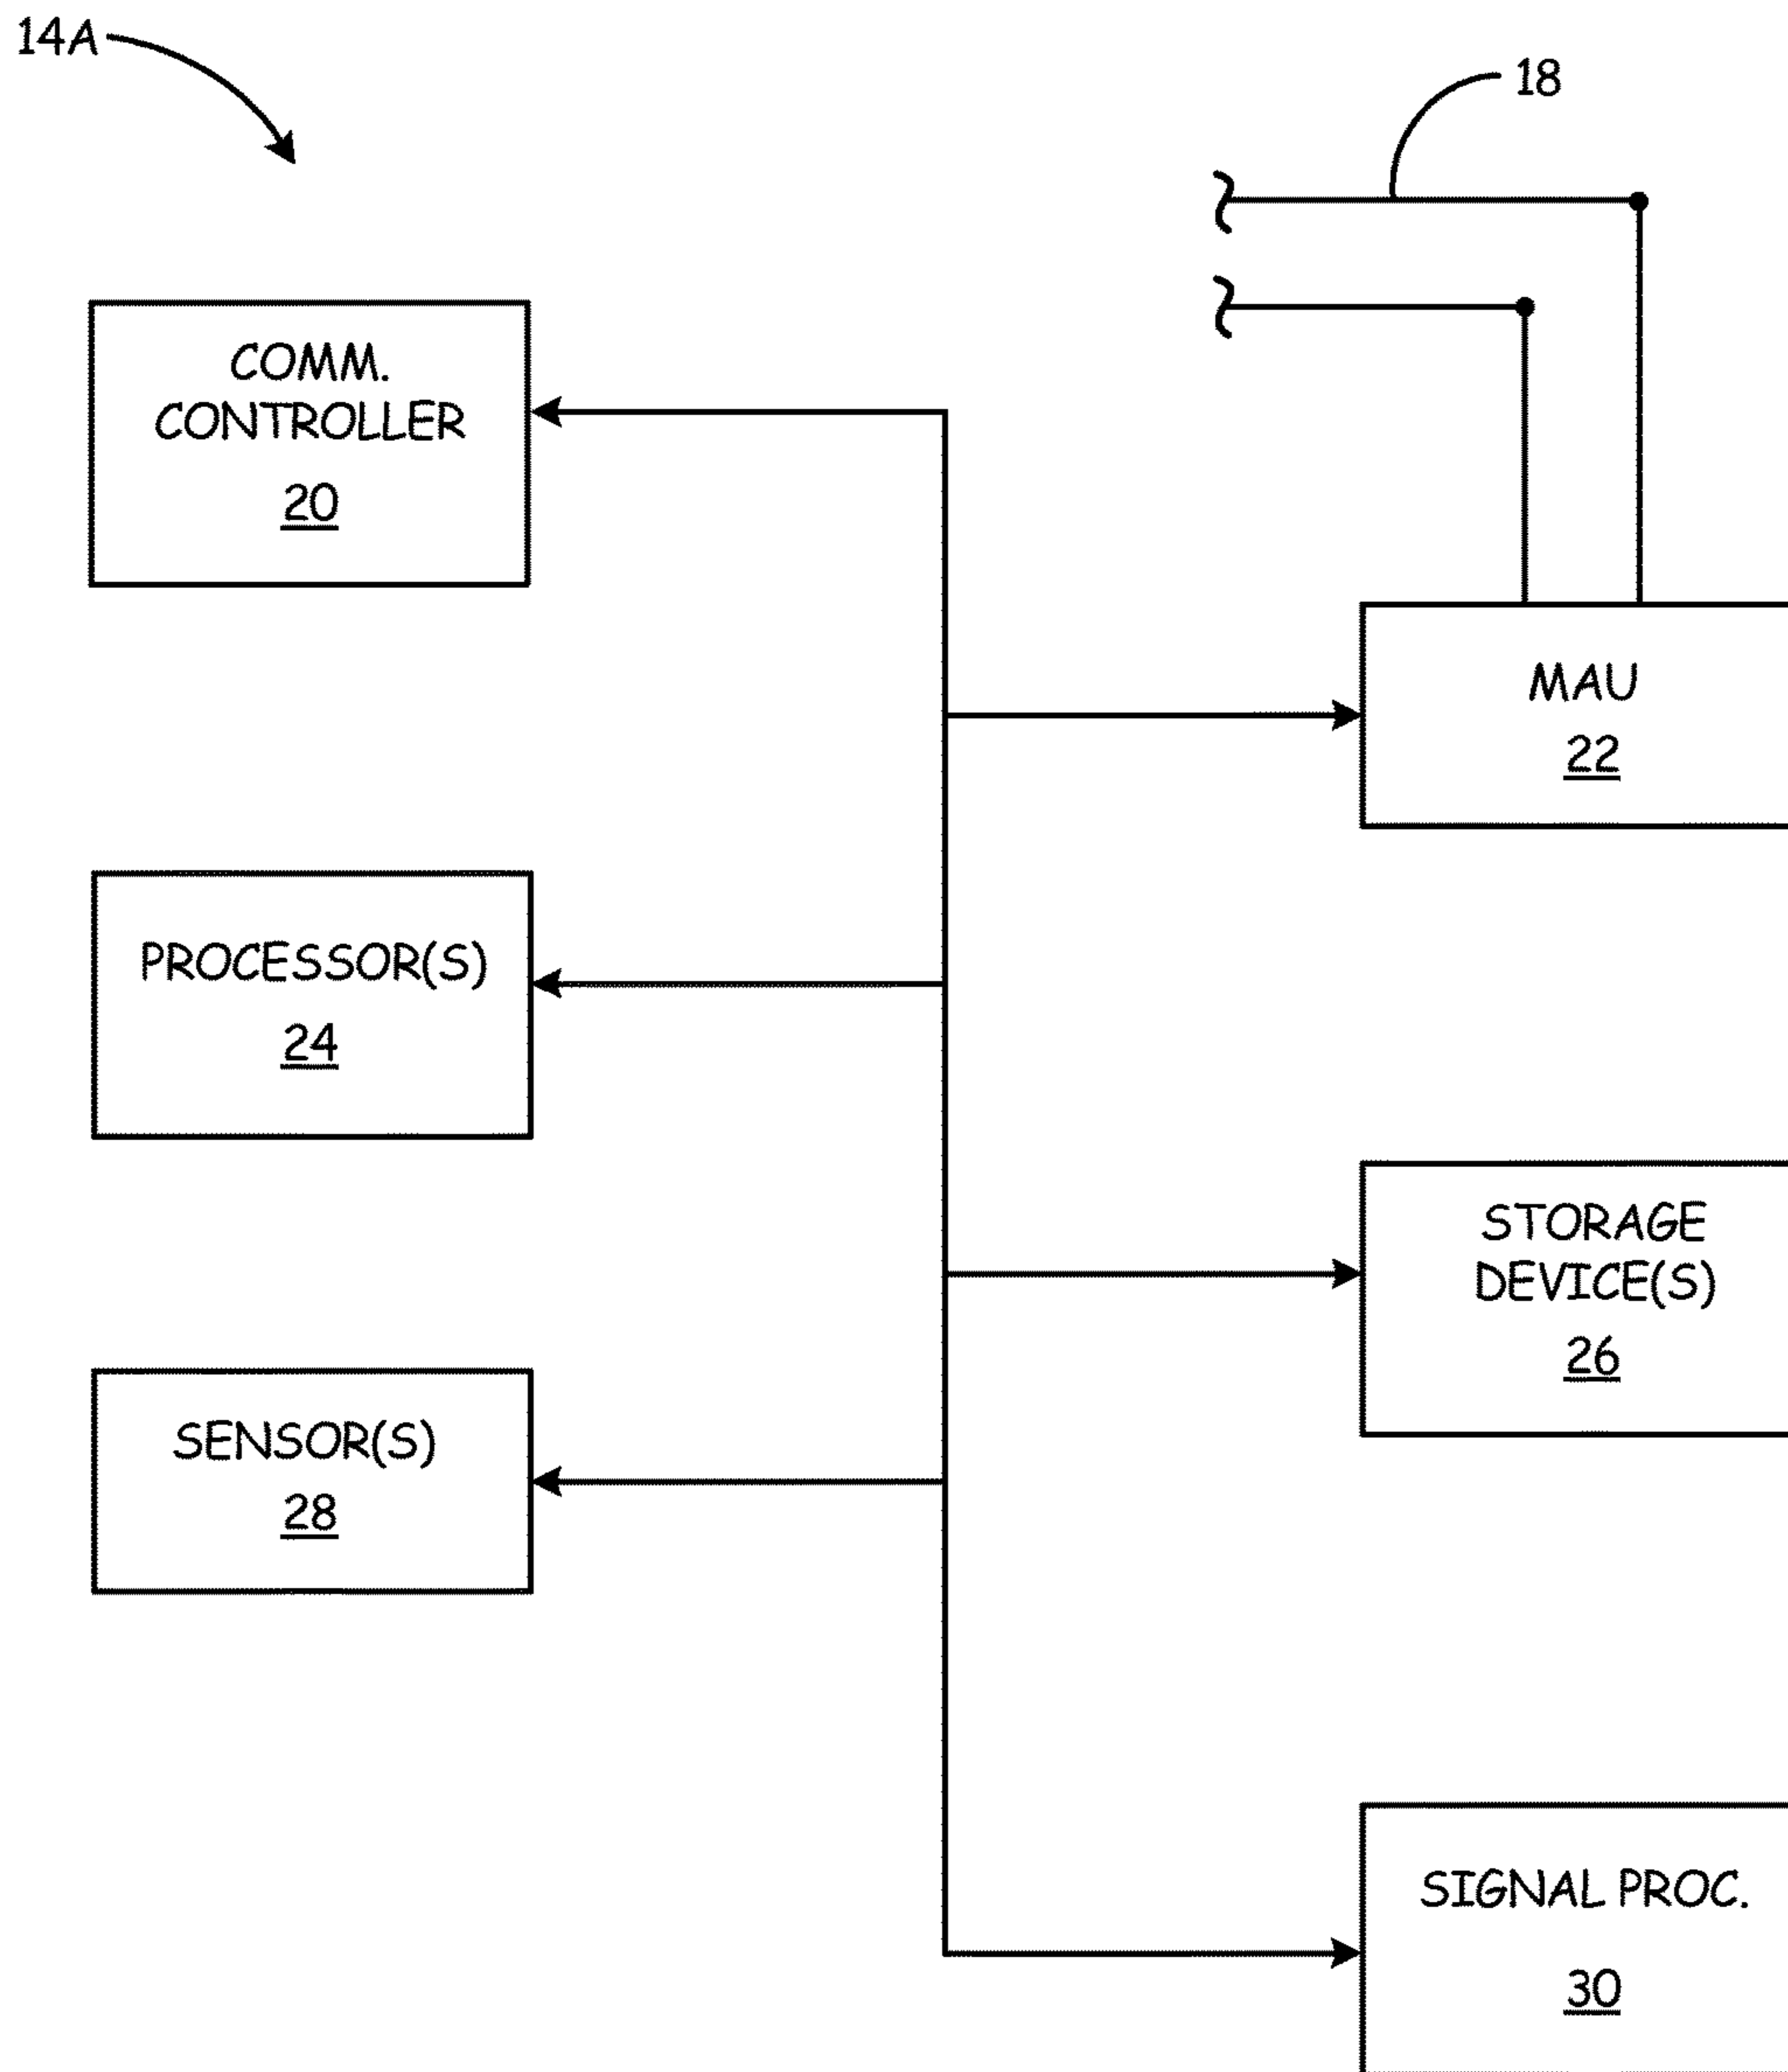 14A
18
COMM.
CONTROLLER
20
MAU
22
PROCESSOR(S)
24
STORAGE
DEVICE(S)
26
SENSOR(S)
28
SIGNAL PROC.
30